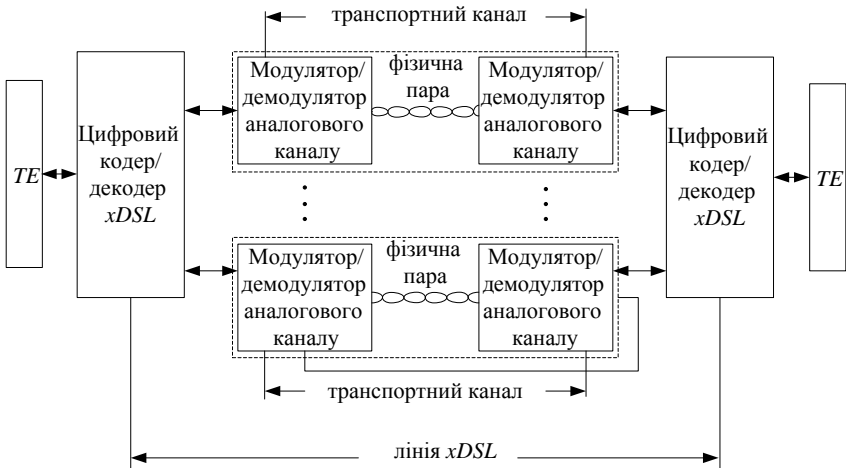 транспортний канал
TE
Цифровий
кодер/
декодер
xDSL
Модулятор/
демодулятор
аналогового
каналу
фізична
пара
Модулятор/
демодулятор
аналогового
каналу
Цифровий
кодер/
декодер
xDSL
TE
Модулятор/
демодулятор
аналогового
каналу
фізична
пара
Модулятор/
демодулятор
аналогового
каналу
транспортний канал
лінія xDSL